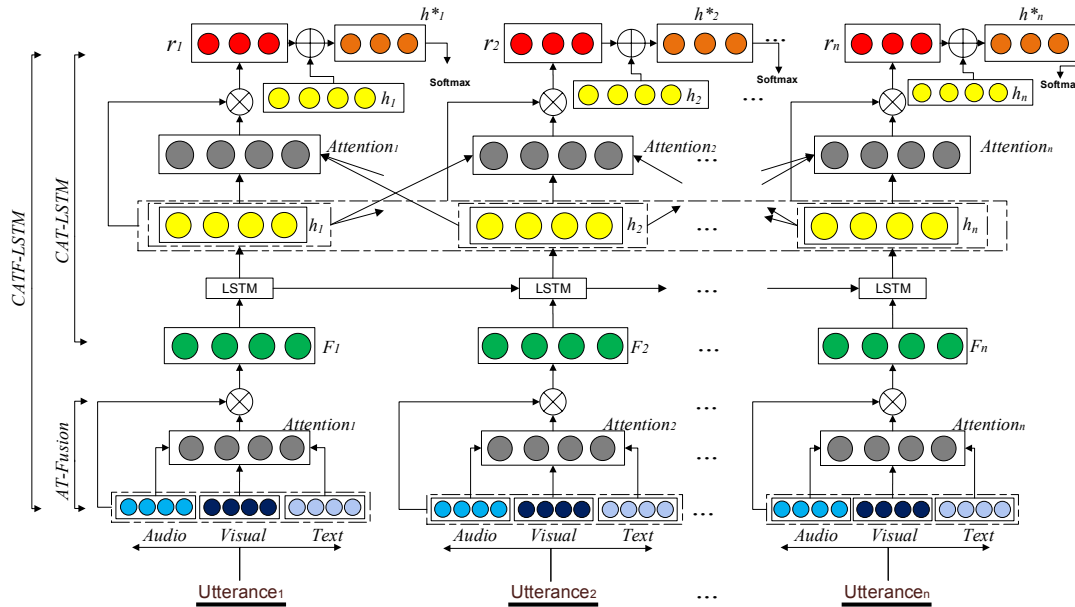 h*1 h*2 ... h*n
r1 r2 rn
Softmax Softmax Softmax
h1 h2 ... hn
Attention1 Attention2 ... Attentionn
CATF-LSTM CAT-LSTM
h1 h2 ... hn
LSTM LSTM ... LSTM
F1 F2 ... Fn
...
AT-Fusion
Attention1 Attention2 ... Attentionn
...
Audio Visual Text Audio Visual Text Audio Visual Text
Utterance1 Utterance2 ... Utterancen